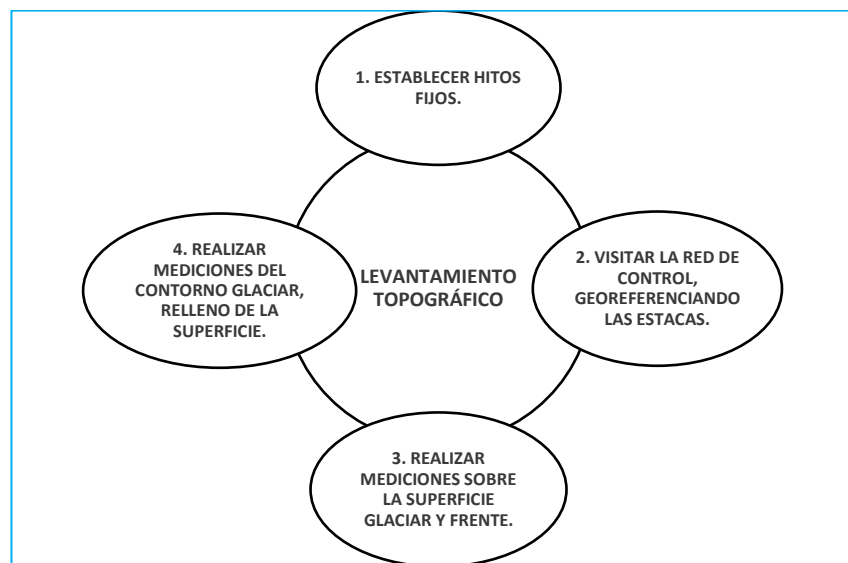 1. ESTABLECER HITOS
FIJOS.
2. VISITAR LA RED DE
CONTROL,
GEOREFERENCIANDO
LAS ESTACAS.
3. REALIZAR
MEDICIONES SOBRE
LA SUPERFICIE
GLACIAR Y FRENTE.
4. REALIZAR
MEDICIONES DEL
CONTORNO GLACIAR,
RELLENO DE LA
SUPERFICIE.
LEVANTAMIENTO
TOPOGRÁFICO